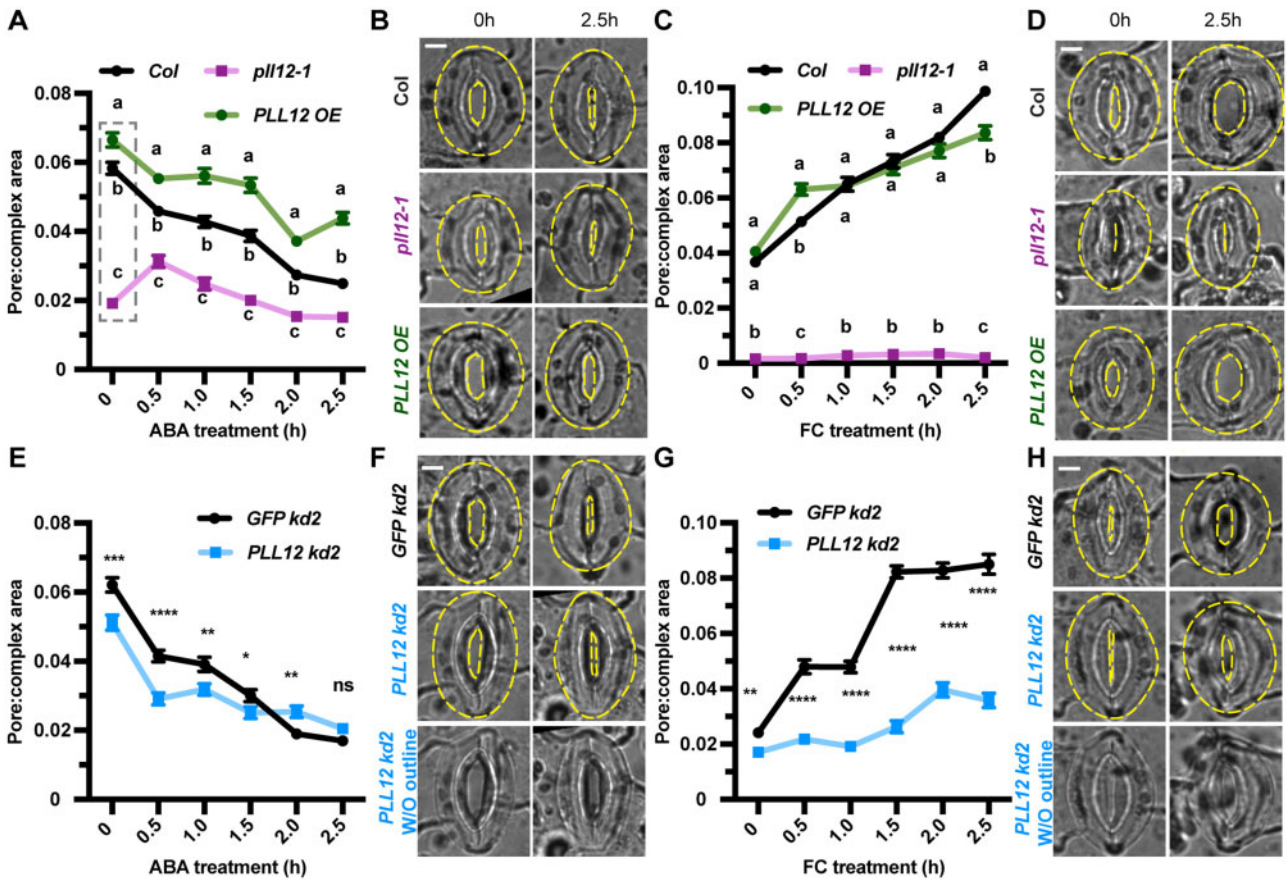 A
Col
pll12-1
PLL12 OE
Pore:complex area
0.08
0.06
0.04
0.02
0
a
a
a
a
a
a
b
b
b
b
b
b
c
c
c
c
c
c
0
0.5
1.0
1.5
2.0
2.5
ABA treatment (h)
B
0h
2.5h
Col
pll12-1
PLL12 OE
C
Col
pll12-1
PLL12 OE
Pore:complex area
0.10
0.08
0.06
0.04
0.02
0
a
a
a
a
a
a
a
b
a
a
a
b
b
c
b
b
b
c
0
0.5
1.0
1.5
2.0
2.5
FC treatment (h)
D
0h
2.5h
Col
pll12-1
PLL12 OE
E
GFP kd2
PLL12 kd2
Pore:complex area
0.08
0.06
0.04
0.02
0
***
****
**
*
**
ns
0
0.5
1.0
1.5
2.0
2.5
ABA treatment (h)
F
0h
2.5h
GFP kd2
PLL12 kd2
PLL12 kd2
W/O outline
G
GFP kd2
PLL12 kd2
Pore:complex area
0.10
0.08
0.06
0.04
0.02
0
**
****
****
****
****
****
0
0.5
1.0
1.5
2.0
2.5
FC treatment (h)
H
0h
2.5h
GFP kd2
PLL12 kd2
PLL12 kd2
W/O outline